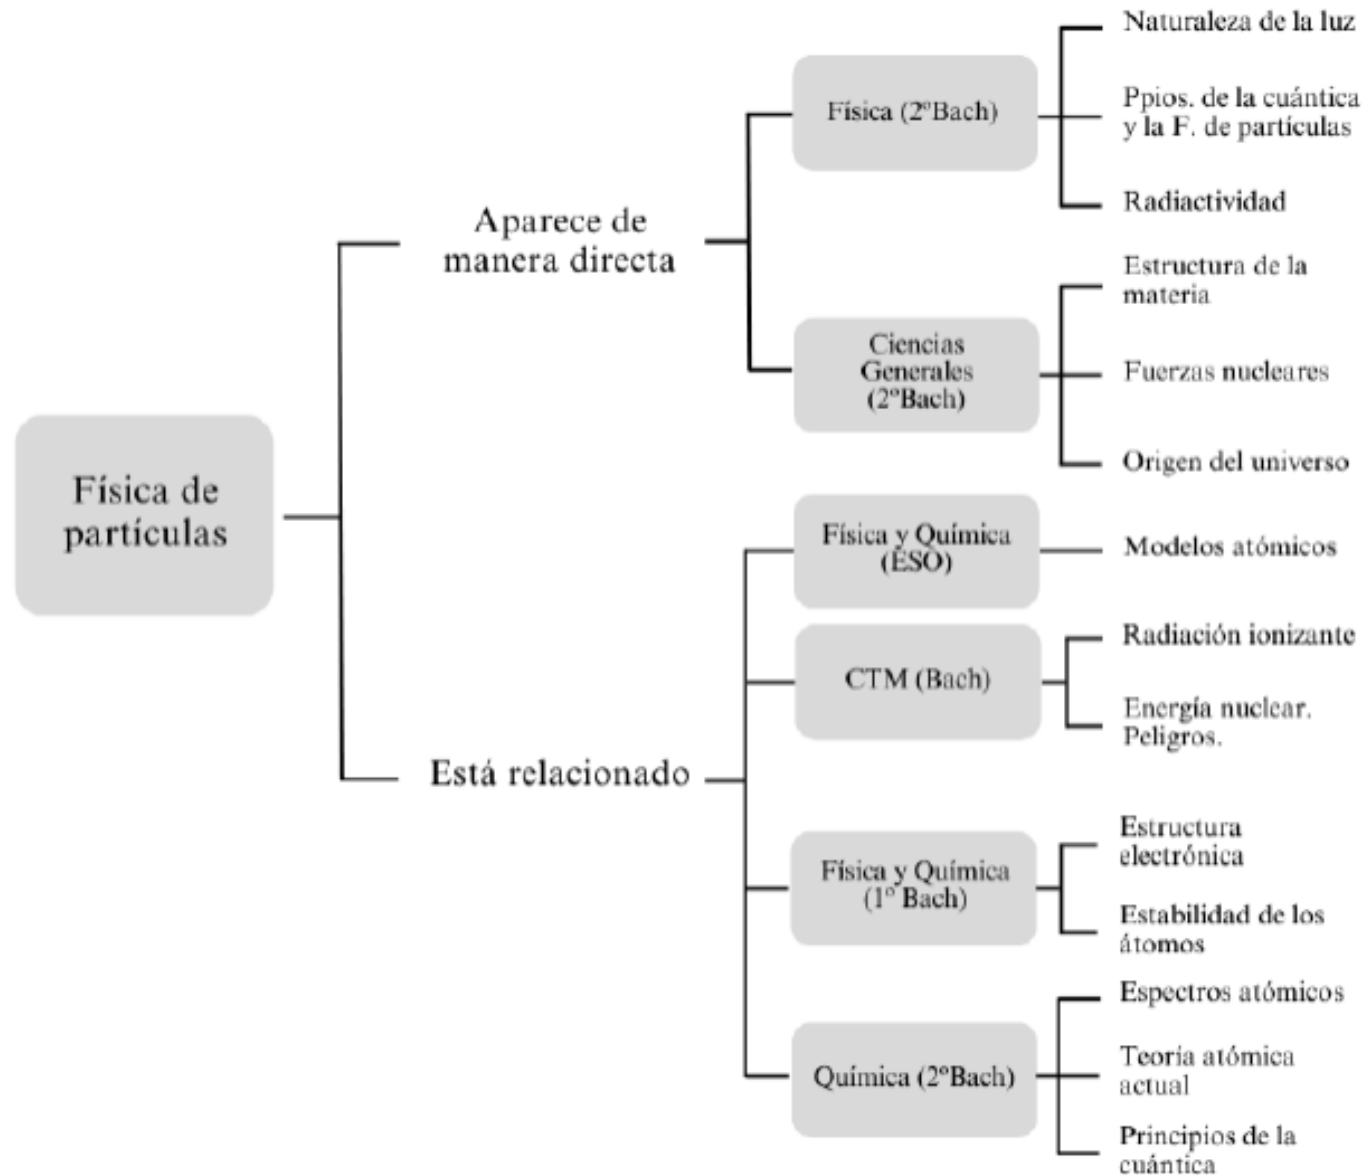 Física de
partículas
Aparece de
manera directa
Física (2ºBach)
Naturaleza de la luz
Ppios. de la cuántica
y la F. de partículas
Radiactividad
Ciencias
Generales
(2ºBach)
Estructura de la
materia
Fuerzas nucleares
Origen del universo
Está relacionado
Física y Química
(ESO)
Modelos atómicos
CTM (Bach)
Radiación ionizante
Energía nuclear.
Peligros.
Física y Química
(1º Bach)
Estructura
electrónica
Estabilidad de los
átomos
Química (2ºBach)
Espectros atómicos
Teoría atómica
actual
Principios de la
cuántica